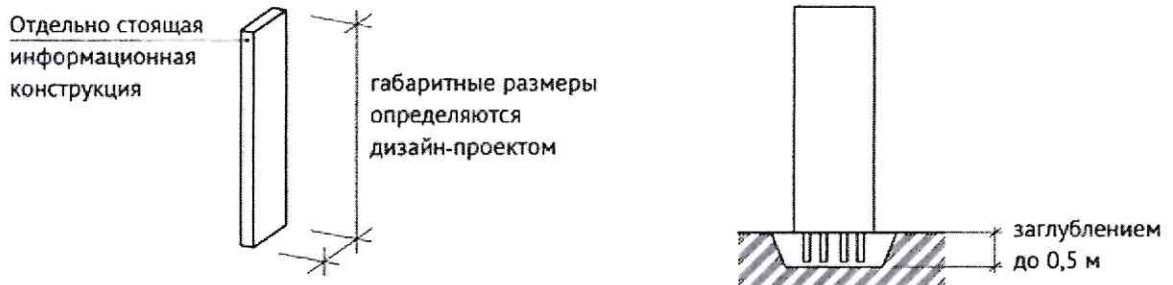 Отдельно стоящая
информационная
конструкция
габаритные размеры
определяются
дизайн-проектом
заглублением
до 0,5 м